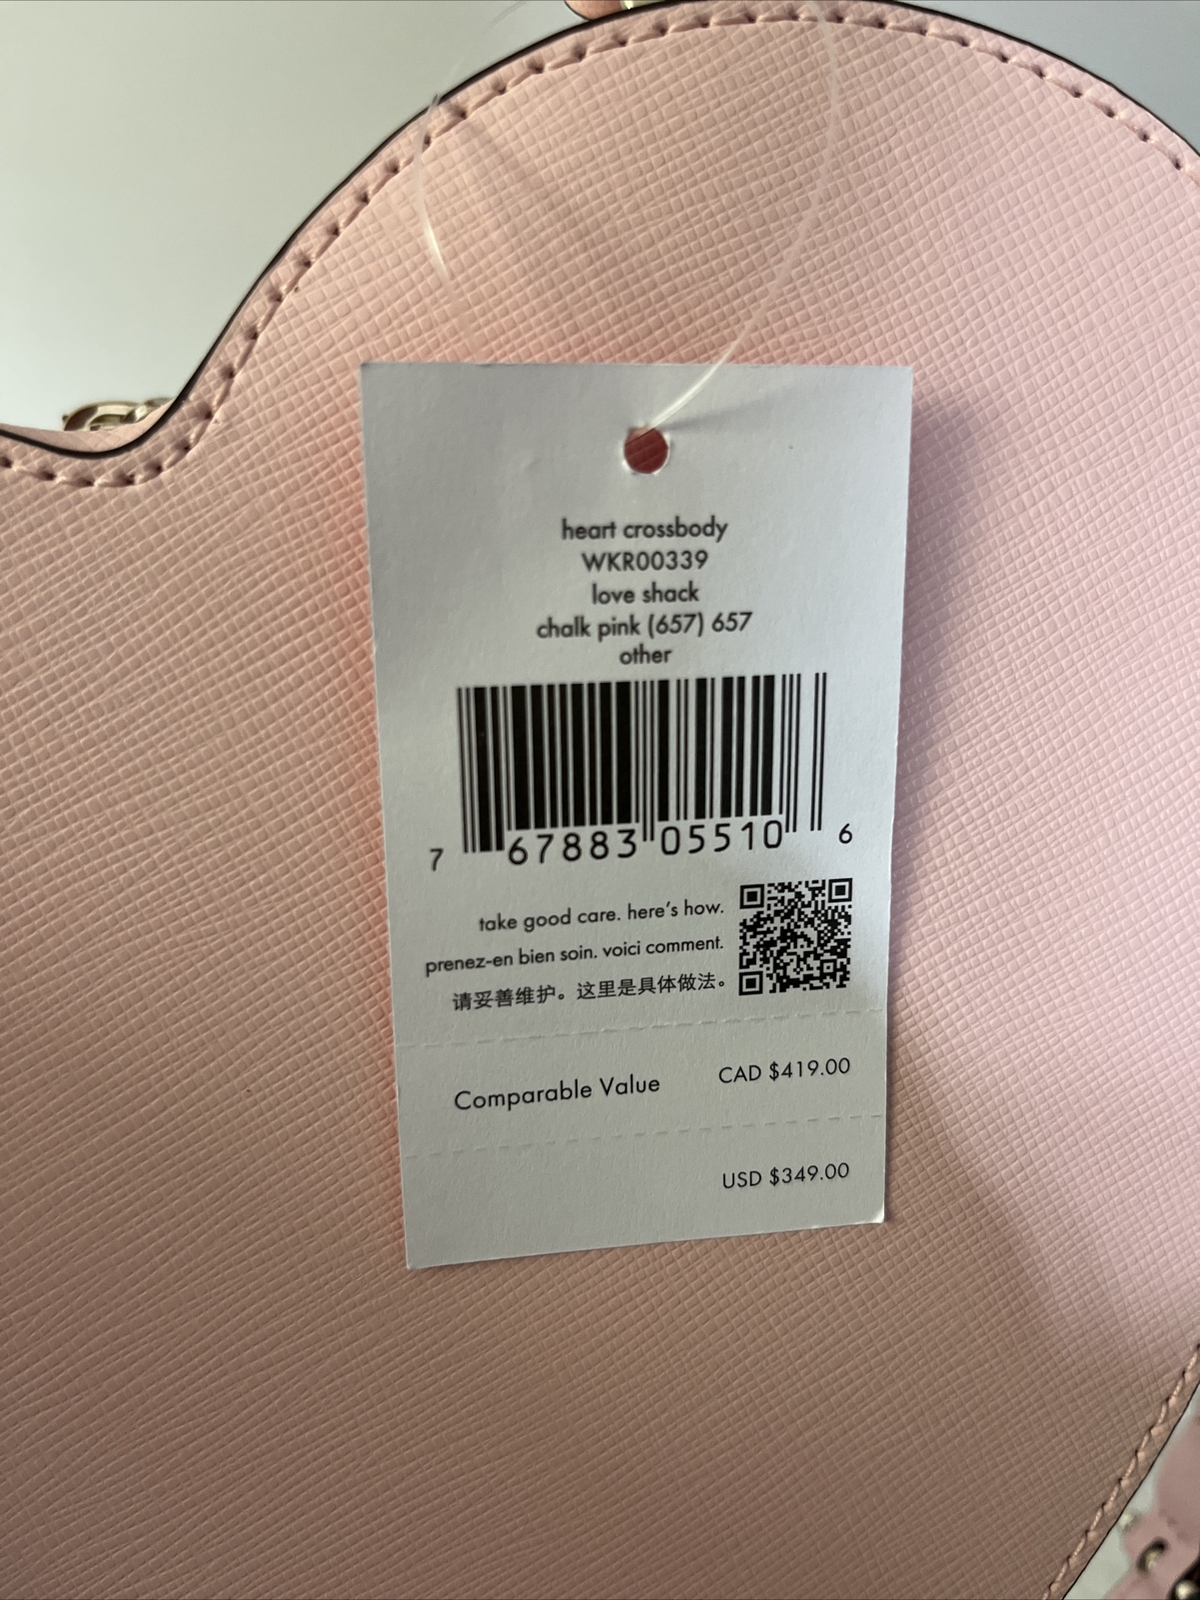 heart crossbody
WKR00339
love shack
chalk pink (657) 657
other
7 67883 05510 6
take good care. here's how.
prenez-en bien soin. voici comment.
请妥善维护。这里是具体做法。
Comparable Value CAD $419.00
USD $349.00